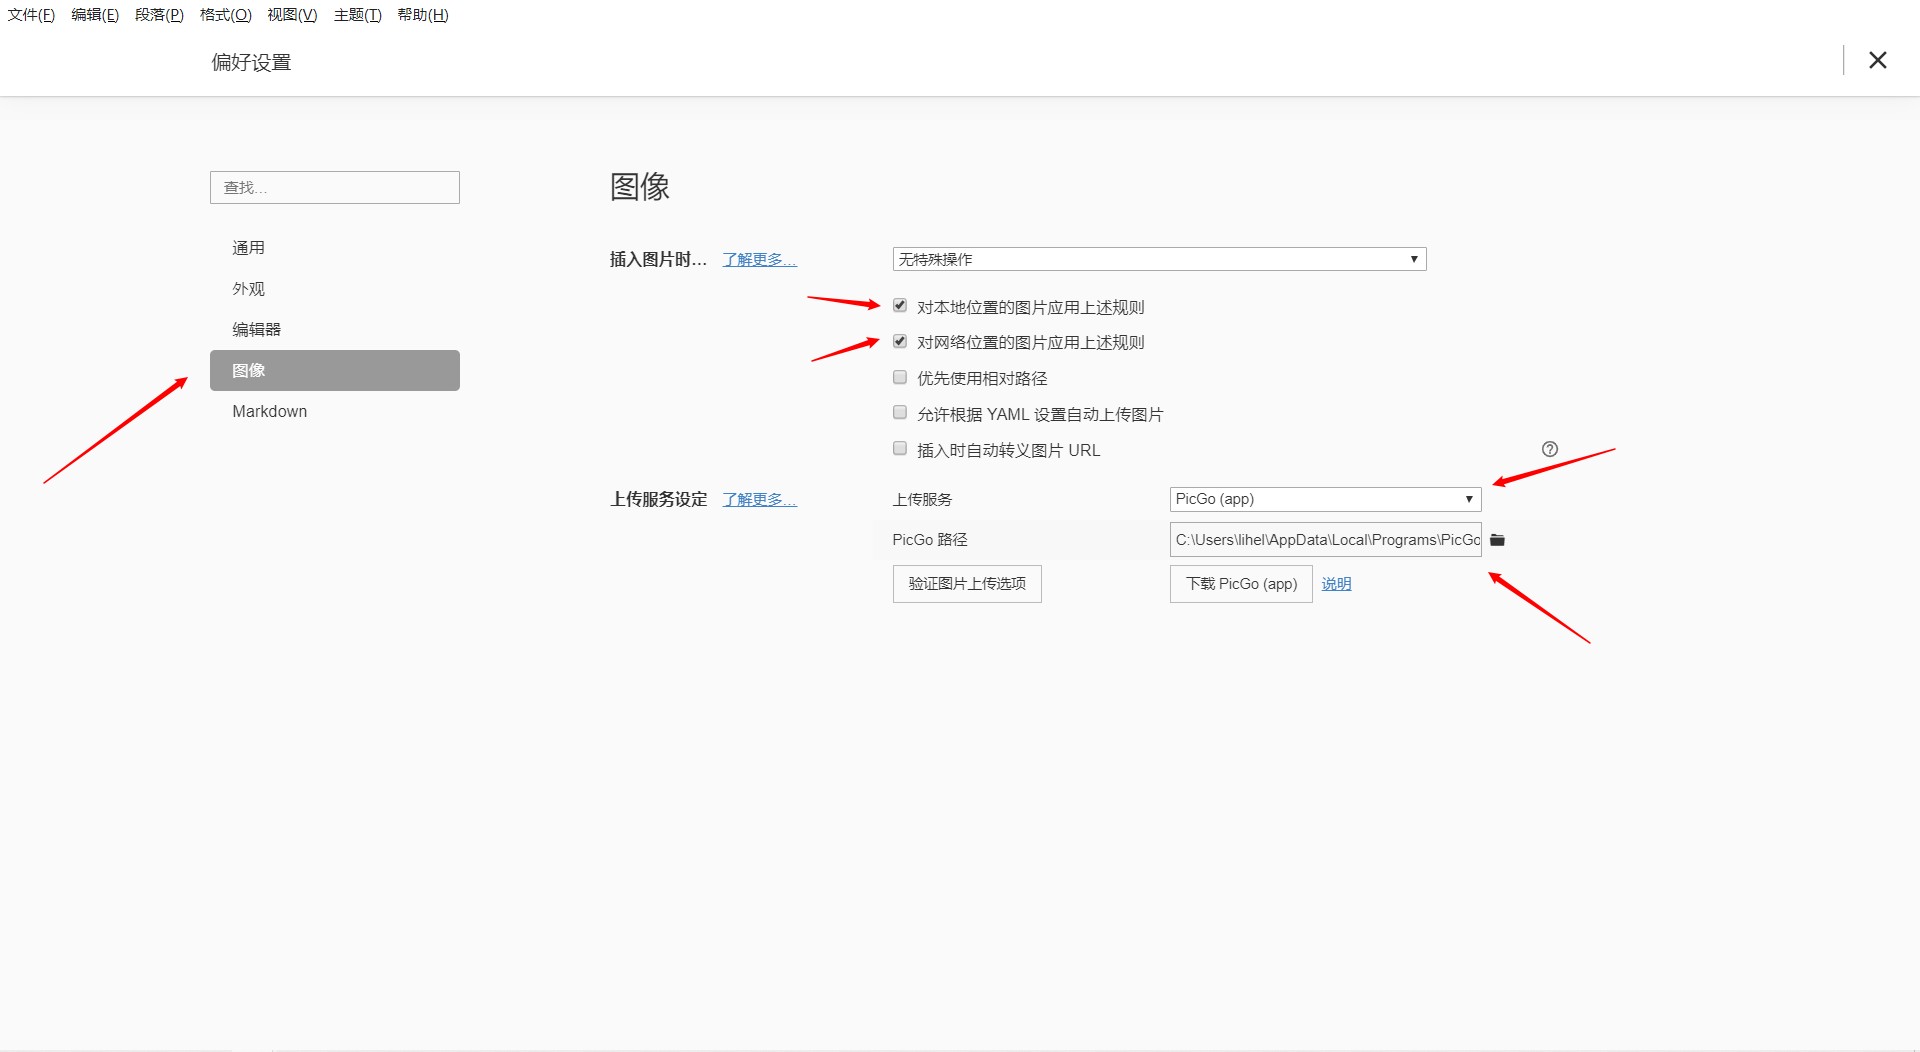 文件(F) 编辑(E) 段落(P) 格式(O) 视图(V) 主题(T) 帮助(H)
偏好设置
查找...
通用
外观
编辑器
图像
Markdown
图像
插入图片时... 了解更多... 无特殊操作
对本地位置的图片应用上述规则
对网络位置的图片应用上述规则
优先使用相对路径
允许根据 YAML 设置自动上传图片
插入时自动转义图片 URL
上传服务设定 了解更多... 上传服务 PicGo (app)
PicGo 路径 C:\Users\lihel\AppData\Local\Programs\PicGo
验证图片上传选项 下载 PicGo (app) 说明